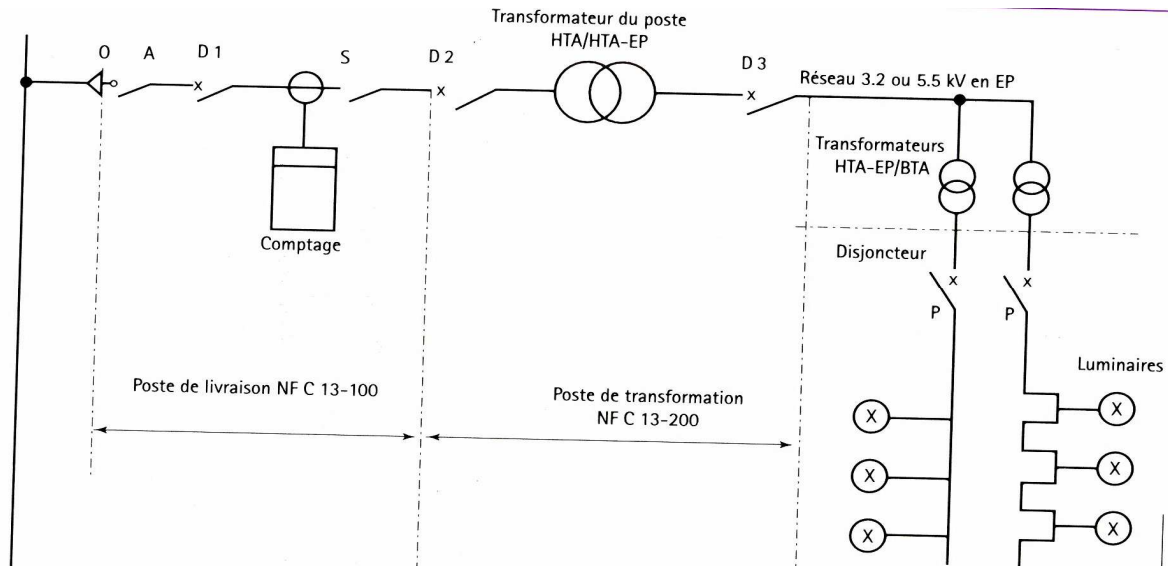 Transformateur du poste
HTA/HTA-EP
O
A
D 1
S
D 2
D 3
Réseau 3.2 ou 5.5 kV en EP
Transformateurs
HTA-EP/BTA
Comptage
Disjoncteur
P
P
Poste de livraison NF C 13-100
Poste de transformation
NF C 13-200
Luminaires